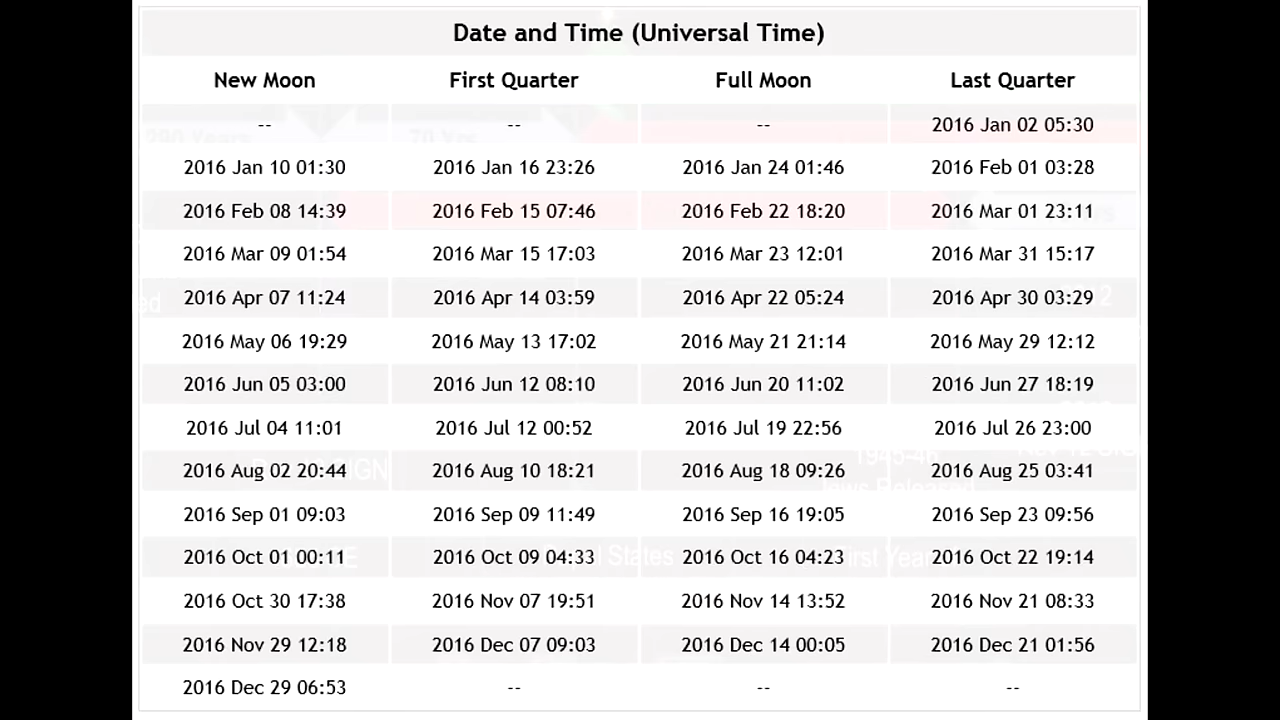 Date and Time (Universal Time)
New Moon First Quarter Full Moon Last Quarter
-- -- -- 2016 Jan 02 05:30
390 Years 70 Yrs
2016 Jan 10 01:30 2016 Jan 16 23:26 2016 Jan 24 01:46 2016 Feb 01 03:28
2016 Feb 08 14:39 2016 Feb 15 07:46 2016 Feb 22 18:20 2016 Mar 01 23:11
2016 Mar 09 01:54 2016 Mar 15 17:03 2016 Mar 23 12:01 2016 Mar 31 15:17
2016 Apr 07 11:24 2016 Apr 14 03:59 2016 Apr 22 05:24 2016 Apr 30 03:29
2016 May 06 19:29 2016 May 13 17:02 2016 May 21 21:14 2016 May 29 12:12
2016 Jun 05 03:00 2016 Jun 12 08:10 2016 Jun 20 11:02 2016 Jun 27 18:19
2016 Jul 04 11:01 2016 Jul 12 00:52 2016 Jul 19 22:56 2016 Jul 26 23:00
1945-46
2016 Aug 02 20:44 2016 Aug 10 18:21 2016 Aug 18 09:26 2016 Aug 25 03:41
Jews Released
2016 Sep 01 09:03 2016 Sep 09 11:49 2016 Sep 16 19:05 2016 Sep 23 09:56
2016 Oct 01 00:11 2016 Oct 09 04:33 2016 Oct 16 04:23 2016 Oct 22 19:14
2016 Oct 30 17:38 2016 Nov 07 19:51 2016 Nov 14 13:52 2016 Nov 21 08:33
2016 Nov 29 12:18 2016 Dec 07 09:03 2016 Dec 14 00:05 2016 Dec 21 01:56
2016 Dec 29 06:53 -- -- --